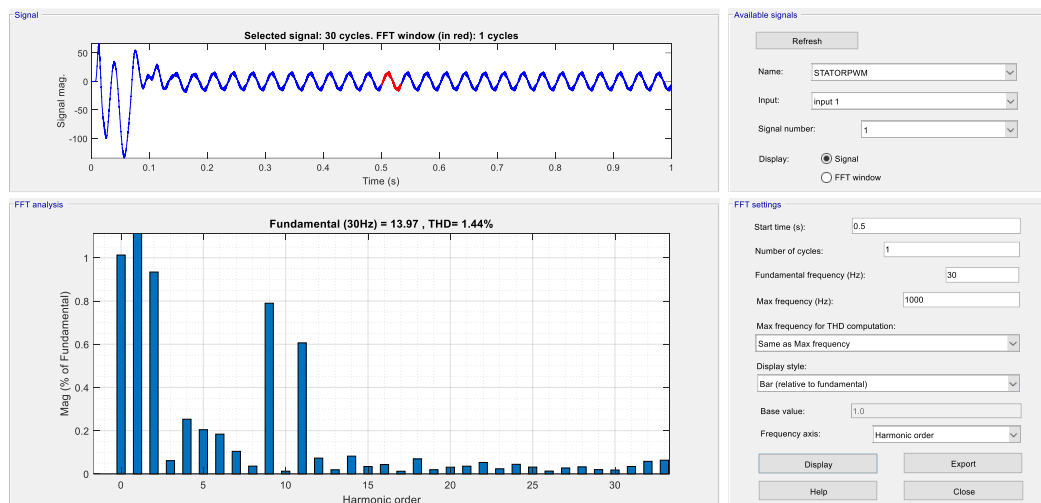 Signal
Selected signal: 30 cycles. FFT window (in red): 1 cycles
50
0
-50
-100
Signal mag.
0 0.1 0.2 0.3 0.4 0.5 0.6 0.7 0.8 0.9 1
Time (s)
Available signals
Refresh
Name: STATORPWM
Input: input 1
Signal number: 1
Display: Signal
FFT window
FFT analysis
Fundamental (30Hz) = 13.97 , THD= 1.44%
1
0.8
0.6
0.4
0.2
0
Mag (% of Fundamental)
0 5 10 15 20 25 30
Harmonic order
FFT settings
Start time (s): 0.5
Number of cycles: 1
Fundamental frequency (Hz): 30
Max frequency (Hz): 1000
Max frequency for THD computation:
Same as Max frequency
Display style:
Bar (relative to fundamental)
Base value: 1.0
Frequency axis: Harmonic order
Display Export
Help Close